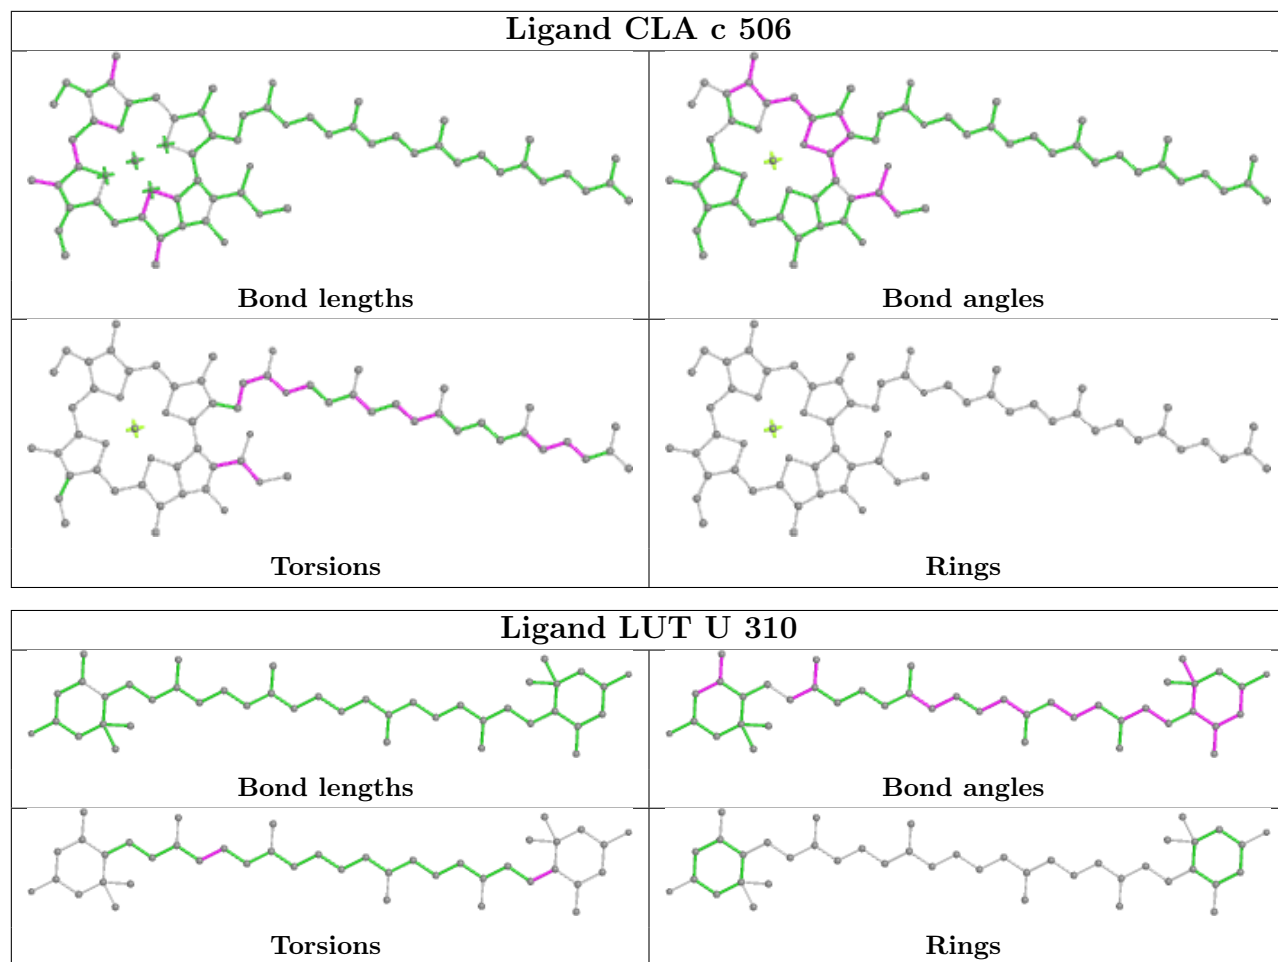 Ligand CLA c 506
Bond lengths
Bond angles
Torsions
Rings
Ligand LUT U 310
Bond lengths
Bond angles
Torsions
Rings